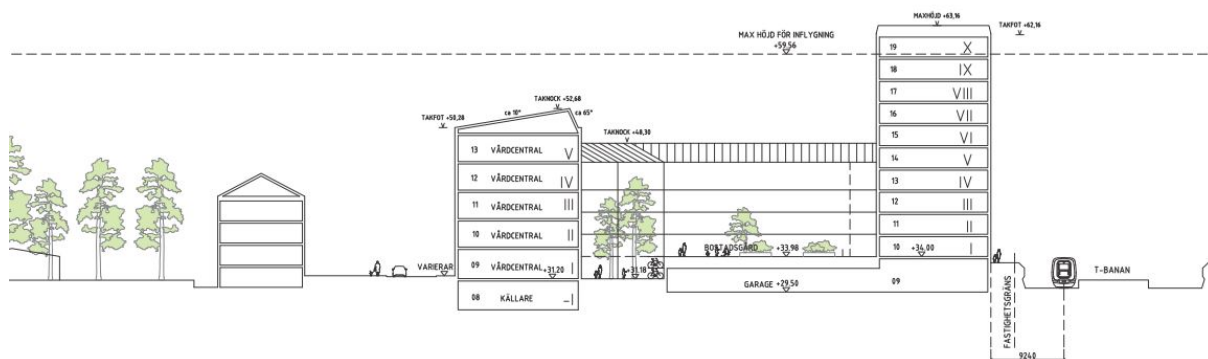 MAXHÖJD +63,16
TAKFOT +62,16
MAX HÖJD FÖR INFLYGNING
+59,56
19 X
18 IX
17 VIII
16 VII
15 VI
14 V
13 IV
12 III
11 II
10 +34,00 I
09
TAKNOCK +52,68
ca 10° ca 65°
TAKFOT +50,28
TAKNOCK +48,30
13 VÅRDCENTRAL V
12 VÅRDCENTRAL IV
11 VÅRDCENTRAL III
10 VÅRDCENTRAL II
09 VÅRDCENTRAL +31,20 I
08 KÄLLARE -I
VARIERAR
+31,18
BOSTADSGÅRD +33,98
GARAGE +29,50
T-BANAN
FASTIGHETSGRÄNS
9240